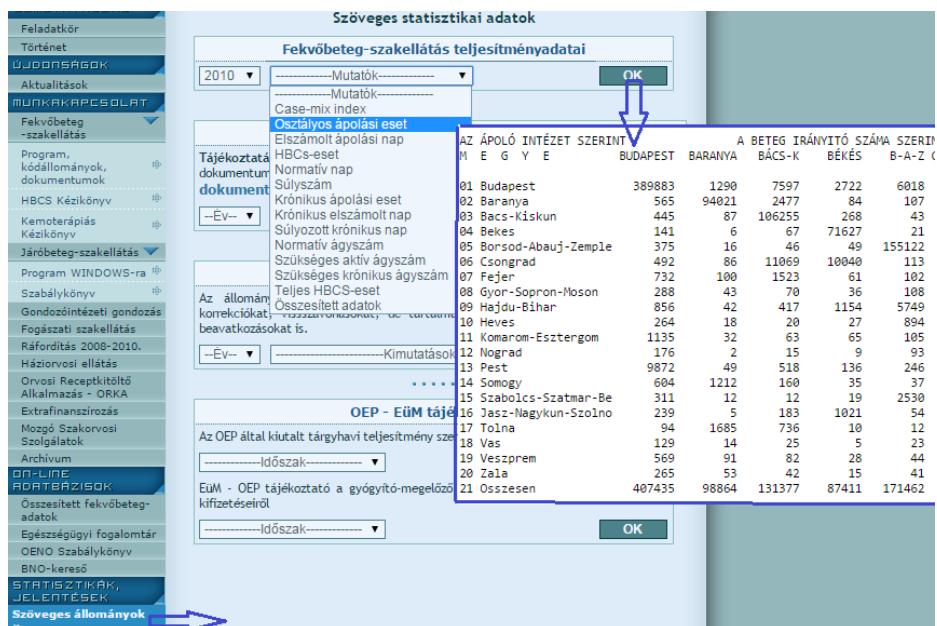 Feladatkör
Történet
ÚJDONSÁGOK
Aktualitások
MUNKAKAPCSOLAT
Fekvőbeteg
-szakellátás
Program,
kódállományok,
dokumentumok
HBCS Kézikönyv
Kemoterápiás
Kézikönyv
Járóbeteg-szakellátás
Program WINDOWS-ra
Szabálykönyv
Gondozóintézeti gondozás
Fogászati szakellátás
Ráfordítás 2008-2010.
Háziorvosi ellátás
Orvosi Receptkitöltő
Alkalmazás - ORKA
Extrafinanszírozás
Mozgó Szakorvosi
Szolgálatok
Archívum
ON-LINE
ADATBÁZISOK
Összesített fekvőbeteg-
adatok
Egészségügyi fogalomtár
OENO Szabálykönyv
BNO-kereső
STATISZTIKÁK,
JELENTÉSEK
Szöveges állományok
Szöveges statisztikai adatok
Fekvőbeteg-szakellátás teljesítményadatai
2010 -------------Mutatók------------- OK
-------------Mutatók-------------
Case-mix index
Osztályos ápolási eset
Elszámolt ápolási nap
HBCs-eset
Normatív nap
Súlyszám
Krónikus ápolási eset
Krónikus elszámolt nap
Súlyozott krónikus nap
Normatív ágyszám
Szükséges aktív ágyszám
Szükséges krónikus ágyszám
Teljes HBCS-eset
Összesített adatok
Tájékoztatá
dokumentum
dokument
--Év--
Az állomány
korrekciókat, visszavonásokat, de tartalma
beavatkozásokat is.
--Év-- ------------------------Kimutatások
OEP - EüM tájé
Az OEP által kiutalt tárgyhavi teljesítmény sze
-------------Időszak-------------
EüM - OEP tájékoztató a gyógyító-megelőző
kifizetéseiről
-------------Időszak------------- OK
AZ ÁPOLÓ INTÉZET SZERINT A BETEG IRÁNYITÓ SZÁMA SZERIN
M E G Y E BUDAPEST BARANYA BÁCS-K BÉKÉS B-A-Z
01 Budapest 389883 1290 7597 2722 6018
02 Baranya 565 94021 2477 84 107
03 Bacs-Kiskun 445 87 106255 268 43
04 Bekes 141 6 67 71627 21
05 Borsod-Abauj-Zemple 375 16 46 49 155122
06 Csongrad 492 86 11069 10040 113
07 Fejer 732 100 1523 61 102
08 Gyor-Sopron-Moson 288 43 70 36 108
09 Hajdu-Bihar 856 42 417 1154 5749
10 Heves 264 18 20 27 894
11 Komarom-Esztergom 1135 32 63 65 105
12 Nograd 176 2 15 9 93
13 Pest 9872 49 518 136 246
14 Somogy 604 1212 160 35 37
15 Szabolcs-Szatmar-Be 311 12 12 19 2530
16 Jasz-Nagykun-Szolno 239 5 183 1021 54
17 Tolna 94 1685 736 10 12
18 Vas 129 14 25 5 23
19 Veszprem 569 91 82 28 44
20 Zala 265 53 42 15 41
21 Osszesen 407435 98864 131377 87411 171462